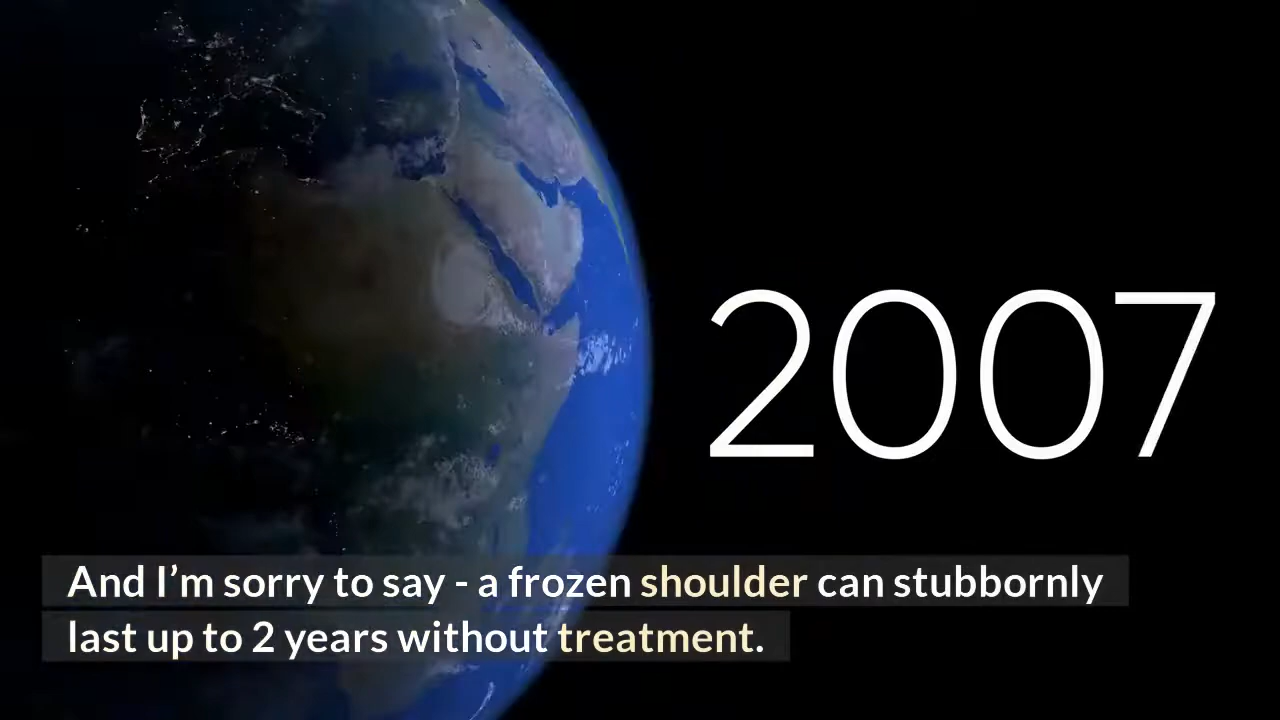 2007
And I’m sorry to say - a frozen shoulder can stubbornly
last up to 2 years without treatment.